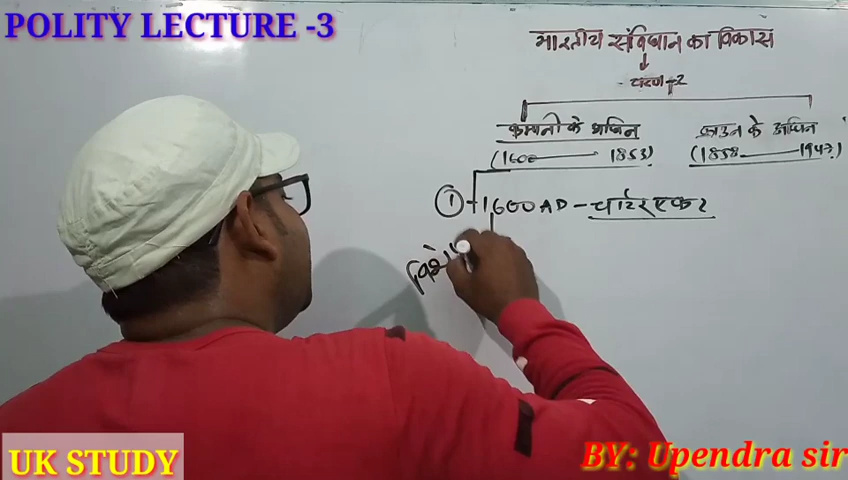 POLITY LECTURE -3
भारतीय संविधान का विकास
↓
चरण - 2
कम्पनी के अधिन
(1600 —— 1853)
क्राउन के अधिन
(1858 —— 1947)
① 1600 AD - चार्टर एक्ट
UK STUDY
BY: Upendra sir